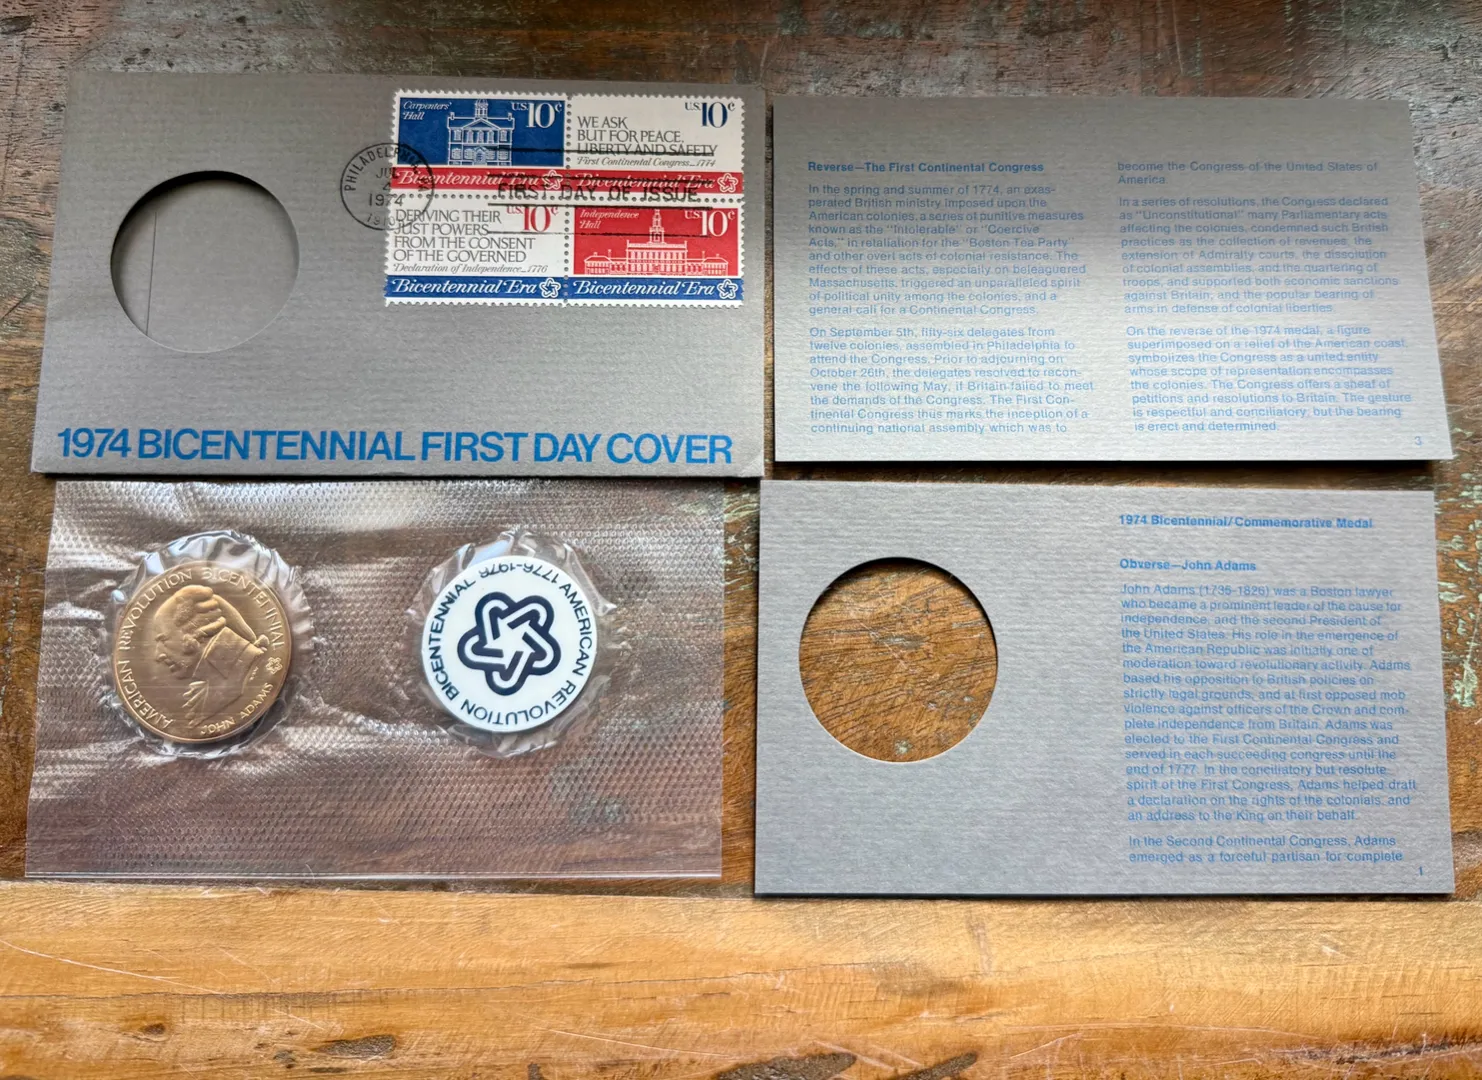 Carpenters'
Hall
U.S. 10c
WE ASK
BUT FOR PEACE,
LIBERTY AND SAFETY
First Continental Congress...1774
U.S. 10c
Bicentennial Era
Bicentennial Era
DERIVING THEIR
JUST POWERS
FROM THE CONSENT
OF THE GOVERNED
Declaration of Independence...1776
U.S. 10c
Independence
Hall
U.S. 10c
Bicentennial Era
Bicentennial Era
PHILADELPHIA
JUL
4
1974
FIRST DAY OF ISSUE
1974 BICENTENNIAL FIRST DAY COVER
Reverse—The First Continental Congress
In the spring and summer of 1774, an exas-
perated British ministry imposed upon the
American colonies, a series of punitive measures
known as the "Intolerable" or "Coercive
Acts," in retaliation for the "Boston Tea Party"
and other overt acts of colonial resistance. The
effects of these acts, especially on beleaguered
Massachusetts, triggered an unparalleled spirit
of political unity among the colonies, and a
general call for a Continental Congress.
On September 5th, fifty-six delegates from
twelve colonies, assembled in Philadelphia to
attend the Congress. Prior to adjourning on
October 26th, the delegates resolved to recon-
vene the following May, if Britain failed to meet
the demands of the Congress. The First Con-
tinental Congress thus marks the inception of a
continuing national assembly which was to
become the Congress of the United States of
America.
In a series of resolutions, the Congress declared
as "Unconstitutional" many Parliamentary acts
affecting the colonies, condemned such British
practices as the collection of revenues, the
extension of Admiralty courts, the dissolution
of colonial assemblies, and the quartering of
troops, and supported both economic sanctions
against Britain, and the popular bearing of
arms in defense of colonial liberties.
On the reverse of the 1974 medal, a figure
superimposed on a relief of the American coast,
symbolizes the Congress as a united entity
whose scope of representation encompasses
the colonies. The Congress offers a sheaf of
petitions and resolutions to Britain. The gesture
is respectful and conciliatory, but the bearing
is erect and determined.
3
AMERICAN REVOLUTION BICENTENNIAL
JOHN ADAMS
AMERICAN REVOLUTION BICENTENNIAL 1776-1976
1974 Bicentennial/Commemorative Medal
Obverse—John Adams
John Adams (1735-1826) was a Boston lawyer
who became a prominent leader of the cause for
independence, and the second President of
the United States. His role in the emergence of
the American Republic was initially one of
moderation toward revolutionary activity. Adams
based his opposition to British policies on
strictly legal grounds, and at first opposed mob
violence against officers of the Crown and com-
plete independence from Britain. Adams was
elected to the First Continental Congress and
served in each succeeding congress until the
end of 1777. In the conciliatory but resolute
spirit of the First Congress, Adams helped draft
a declaration on the rights of the colonials, and
an address to the King on their behalf.
In the Second Continental Congress, Adams
emerged as a forceful partisan for complete
1